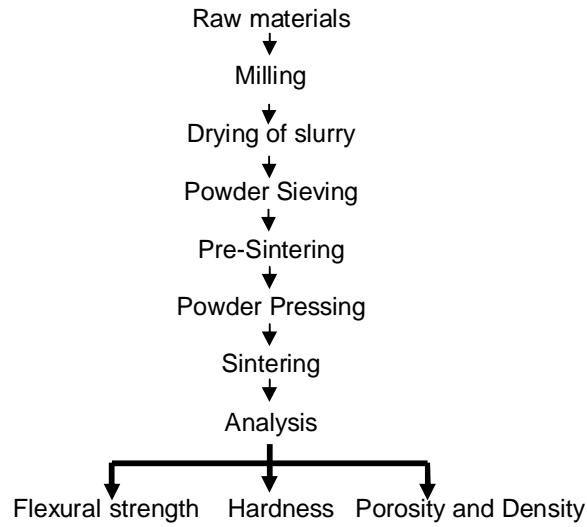 Raw materials
Milling
Drying of slurry
Powder Sieving
Pre-Sintering
Powder Pressing
Sintering
Analysis
Flexural strength Hardness Porosity and Density